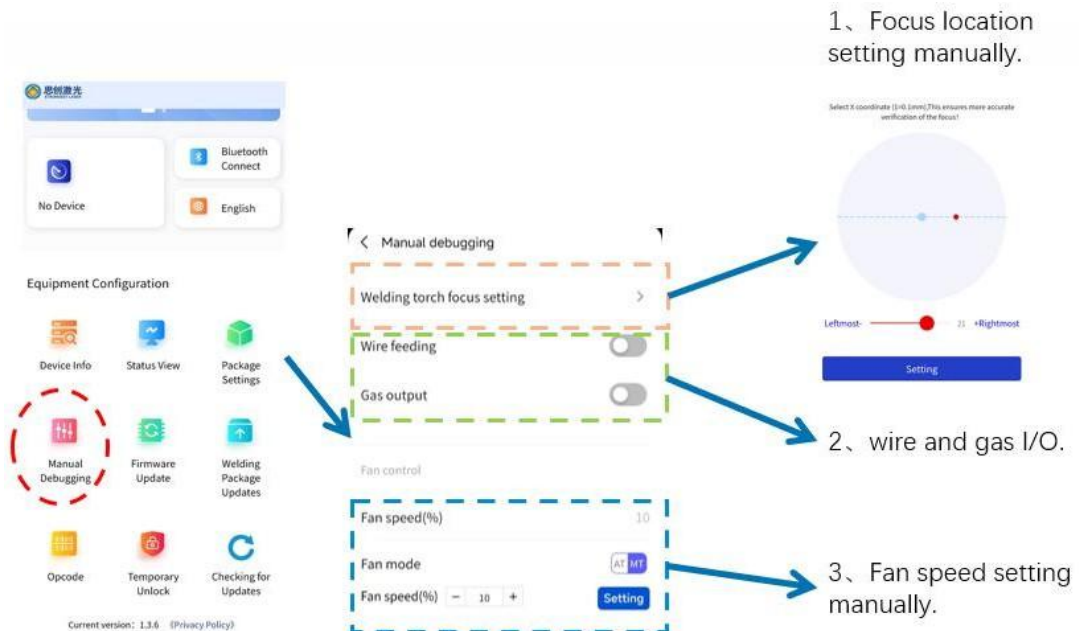 1、Focus location
setting manually.
思创激光
Select X coordinate (1=0.1mm),This ensures more accurate
verification of the focus!
Bluetooth
Connect
No Device
English
Equipment Configuration
Device Info
Status View
Package
Settings
Manual
Debugging
Firmware
Update
Welding
Package
Updates
Opcode
Temporary
Unlock
Checking for
Updates
Current version: 1.3.6 《Privacy Policy》
< Manual debugging
Welding torch focus setting >
Wire feeding
Gas output
Fan control
Fan speed(%) 10
Fan mode AT MT
Fan speed(%) - 10 + Setting
Leftmost- 21 +Rightmost
Setting
2、wire and gas I/O.
3、Fan speed setting
manually.